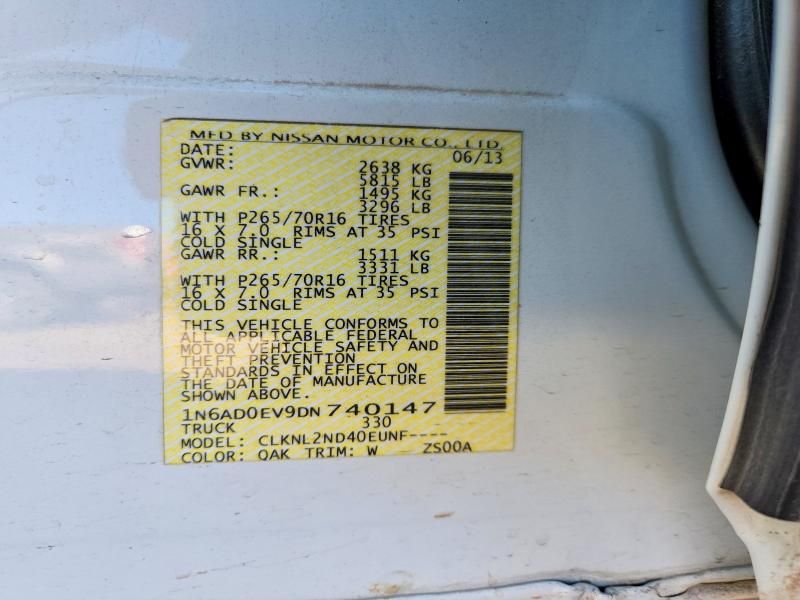 MFD BY NISSAN MOTOR CO., LTD.
DATE: 06/13
GVWR: 2638 KG
5815 LB
GAWR FR.: 1495 KG
3296 LB
WITH P265/70R16 TIRES
16 X 7.0 RIMS AT 35 PSI
COLD SINGLE
GAWR RR.: 1511 KG
3331 LB
WITH P265/70R16 TIRES
16 X 7.0 RIMS AT 35 PSI
COLD SINGLE
THIS VEHICLE CONFORMS TO
ALL APPLICABLE FEDERAL
MOTOR VEHICLE SAFETY AND
THEFT PREVENTION
STANDARDS IN EFFECT ON
THE DATE OF MANUFACTURE
SHOWN ABOVE.
1N6AD0EV9DN740147
TRUCK 330
MODEL: CLKNL2ND40EUNF----
COLOR: QAK TRIM: W ZS00A